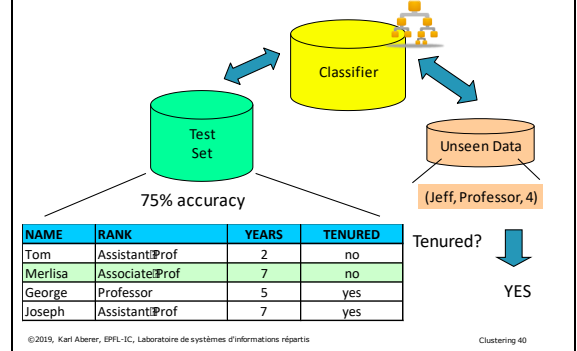 Classifier
Test
Set
Unseen Data
75% accuracy
(Jeff, Professor, 4)
NAME RANK YEARS TENURED
Tom Assistant Prof 2 no
Merlisa Associate Prof 7 no
George Professor 5 yes
Joseph Assistant Prof 7 yes
Tenured?
YES
©2019, Karl Aberer, EPFL-IC, Laboratoire de systèmes d'informations répartis
Clustering 40